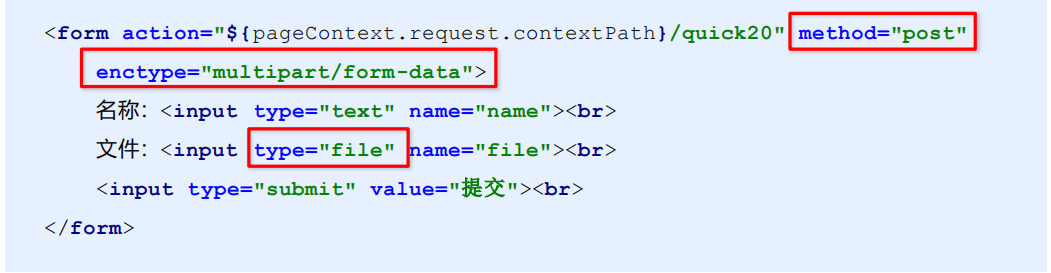 <form action="${pageContext.request.contextPath}/quick20" method="post"
enctype="multipart/form-data">
名称：<input type="text" name="name"><br>
文件：<input type="file" name="file"><br>
<input type="submit" value="提交"><br>
</form>